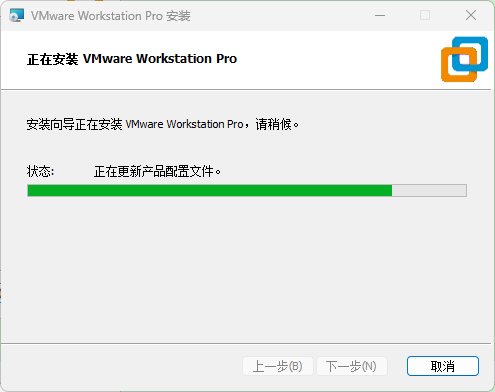 VMware Workstation Pro 安装
正在安装 VMware Workstation Pro
安装向导正在安装 VMware Workstation Pro，请稍候。
状态: 正在更新产品配置文件。
上一步(B) 下一步(N) 取消